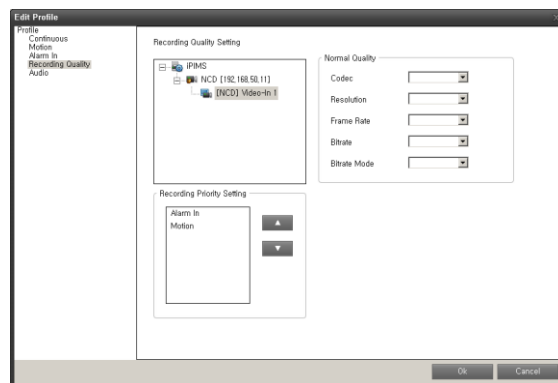 Edit Profile
Profile
Continuous
Motion
Alarm In
Recording Quality
Audio
Recording Quality Setting
iPIMS
NCD [192,168,50,11]
[NCD] Video-In 1
Normal Quality
Codec
Resolution
Frame Rate
Bitrate
Bitrate Mode
Recording Priority Setting
Alarm In
Motion
Ok
Cancel